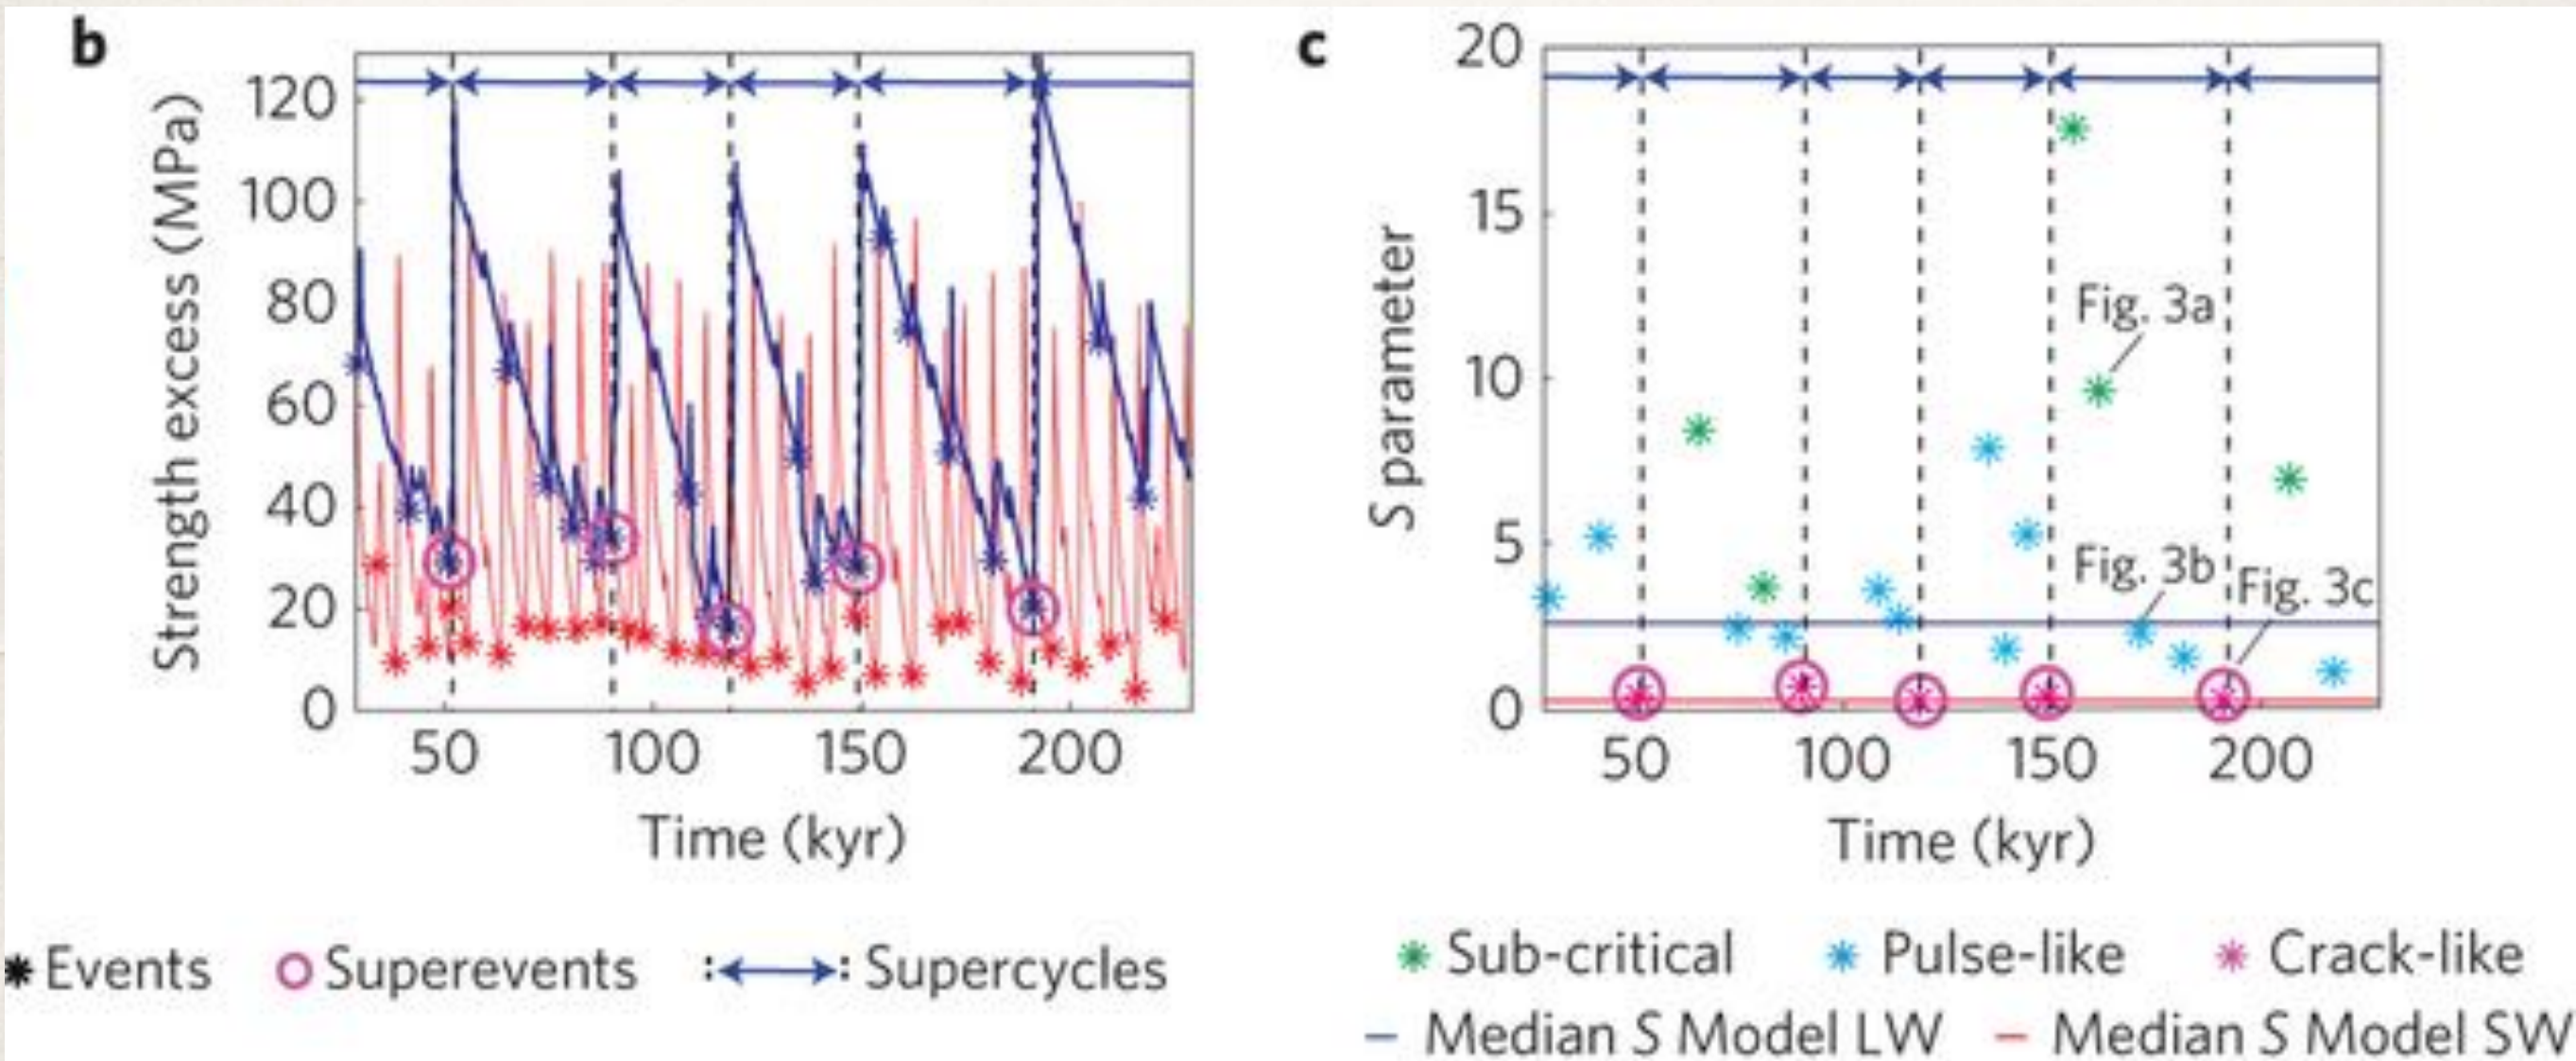 b
120
100
80
60
40
20
0
Strength excess (MPa)
50 100 150 200
Time (kyr)
Events Superevents Supercycles
c
20
15
10
5
0
S parameter
Fig. 3a
Fig. 3b
Fig. 3c
50 100 150 200
Time (kyr)
Sub-critical Pulse-like Crack-like
Median S Model LW Median S Model SW